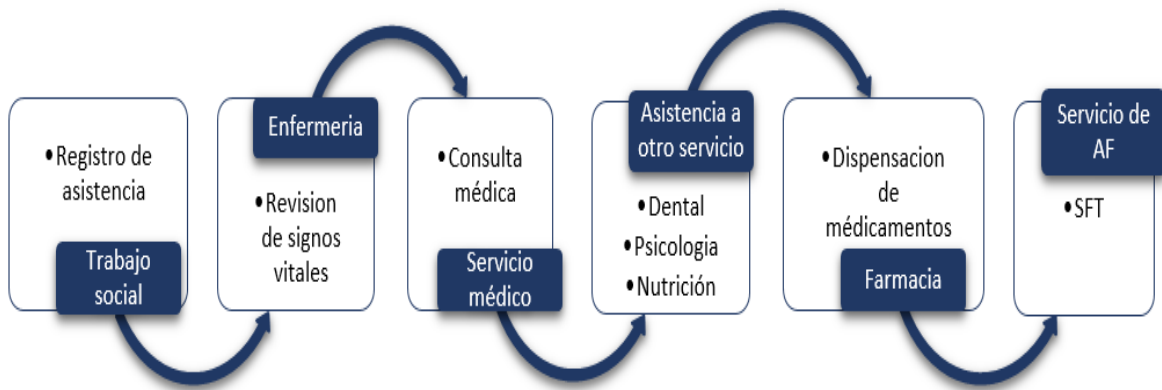 •Registro de
asistencia
Trabajo
social
Enfermeria
•Revision
de signos
vitales
•Consulta
médica
Servicio
médico
Asistencia a
otro servicio
•Dental
•Psicologia
•Nutrición
•Dispensacion
de
médicamentos
Farmacia
Servicio de
AF
•SFT